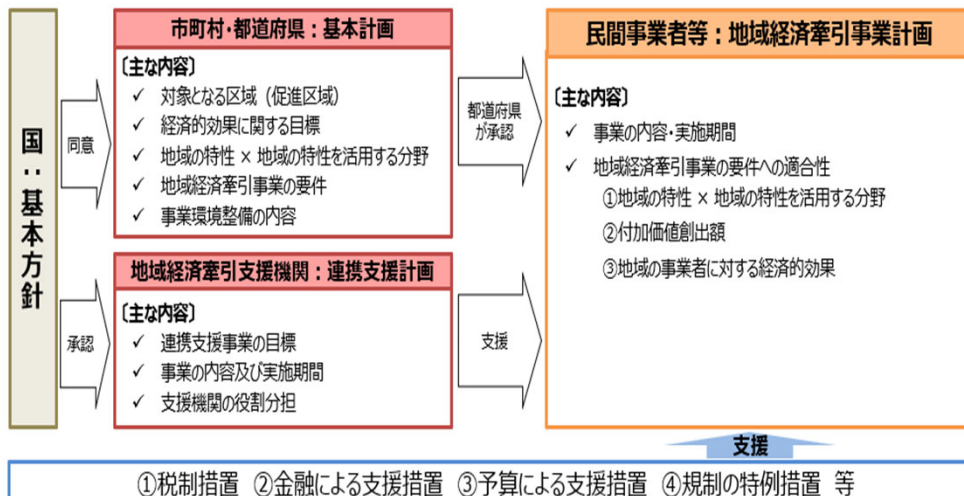 国：基本方針
同意
市町村・都道府県：基本計画
〔主な内容〕
✓ 対象となる区域（促進区域）
✓ 経済的効果に関する目標
✓ 地域の特性 × 地域の特性を活用する分野
✓ 地域経済牽引事業の要件
✓ 事業環境整備の内容
都道府県
が承認
承認
地域経済牽引支援機関：連携支援計画
〔主な内容〕
✓ 連携支援事業の目標
✓ 事業の内容及び実施期間
✓ 支援機関の役割分担
支援
民間事業者等：地域経済牽引事業計画
〔主な内容〕
✓ 事業の内容・実施期間
✓ 地域経済牽引事業の要件への適合性
①地域の特性 × 地域の特性を活用する分野
②付加価値創出額
③地域の事業者に対する経済的効果
支援
①税制措置 ②金融による支援措置 ③予算による支援措置 ④規制の特例措置 等